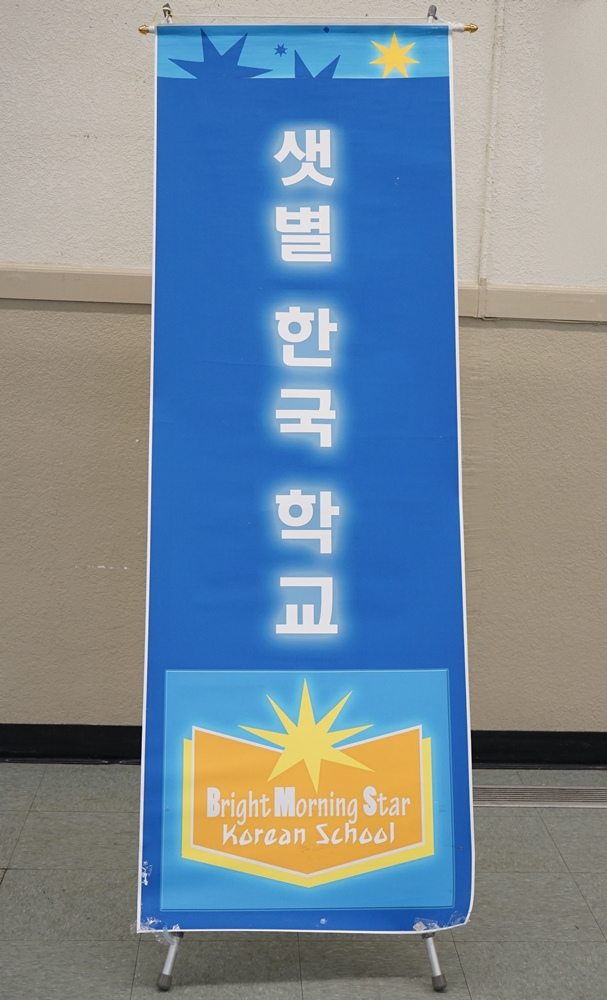 샛별 한국 학교
Bright Morning Star
Korean School